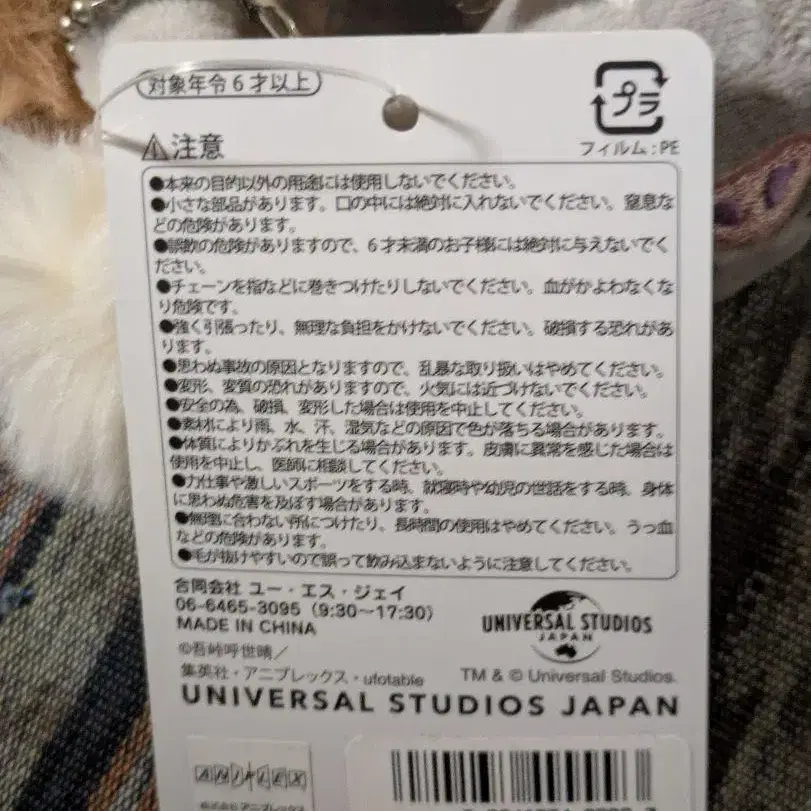 対象年令6才以上
プラ
フィルム:PE
⚠注意
●本来の目的以外の用途には使用しないでください。
●小さな部品があります。口の中には絶対に入れないでください。窒息な
どの危険があります。
●誤飲の危険がありますので、6才未満のお子様には絶対に与えないでく
ださい。
●チェーンを指などに巻きつけたりしないでください。血がかよわなくな
り危険です。
●強く引張ったり、無理な負担をかけないでください。破損する恐れがあ
ります。
●思わぬ事故の原因となりますので、乱暴な取り扱いはやめてください。
●変形、変質の恐れがありますので、火気には近づけないでください。
●安全の為、破損、変形した場合は使用を中止してください。
●素材により雨、水、汗、湿気などの原因で色が落ちる場合があります。
●体質によりかぶれを生じる場合があります。皮膚に異常を感じた場合は
使用を中止し、医師に相談してください。
●力仕事や激しいスポーツをする時、就寝時や幼児の世話をする時、身体
に思わぬ危害を及ぼす場合があります。
●無理に合わない所につけたり、長時間の使用はやめてください。うっ血
などの危険があります。
●毛が抜けやすいので誤って飲み込まないように注意してください。
合同会社 ユー・エス・ジェイ
06-6465-3095(9:30〜17:30)
MADE IN CHINA
©吾峠呼世晴/
集英社・アニプレックス・ufotable
UNIVERSAL STUDIOS
JAPAN
TM & © Universal Studios.
UNIVERSAL STUDIOS JAPAN
ANIPLEX
株式会社アニプレックス